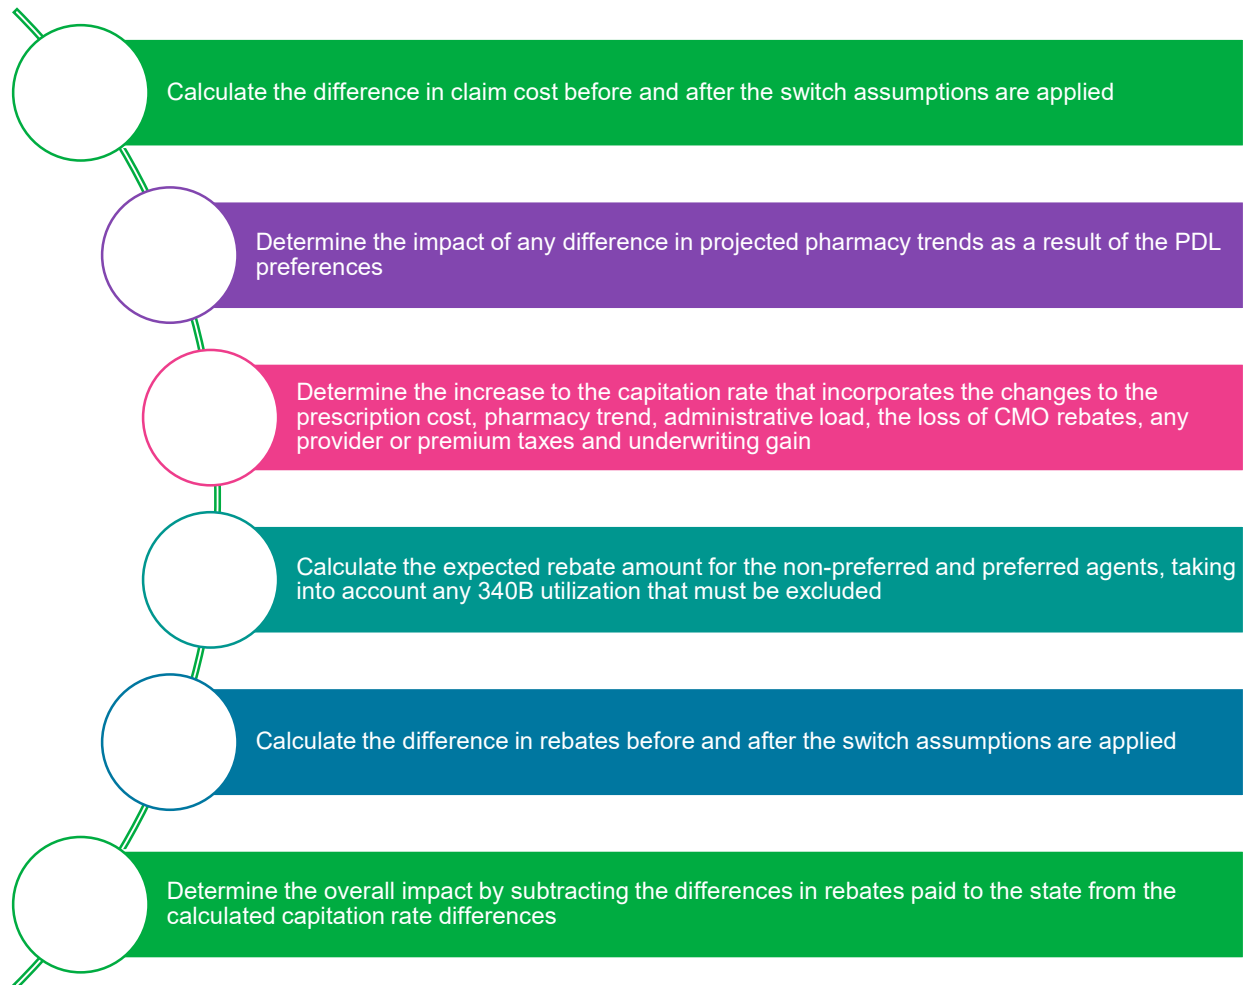 Calculate the difference in claim cost before and after the switch assumptions are applied
Determine the impact of any difference in projected pharmacy trends as a result of the PDL
preferences
Determine the increase to the capitation rate that incorporates the changes to the
prescription cost, pharmacy trend, administrative load, the loss of CMO rebates, any
provider or premium taxes and underwriting gain
Calculate the expected rebate amount for the non-preferred and preferred agents, taking
into account any 340B utilization that must be excluded
Calculate the difference in rebates before and after the switch assumptions are applied
Determine the overall impact by subtracting the differences in rebates paid to the state from the
calculated capitation rate differences